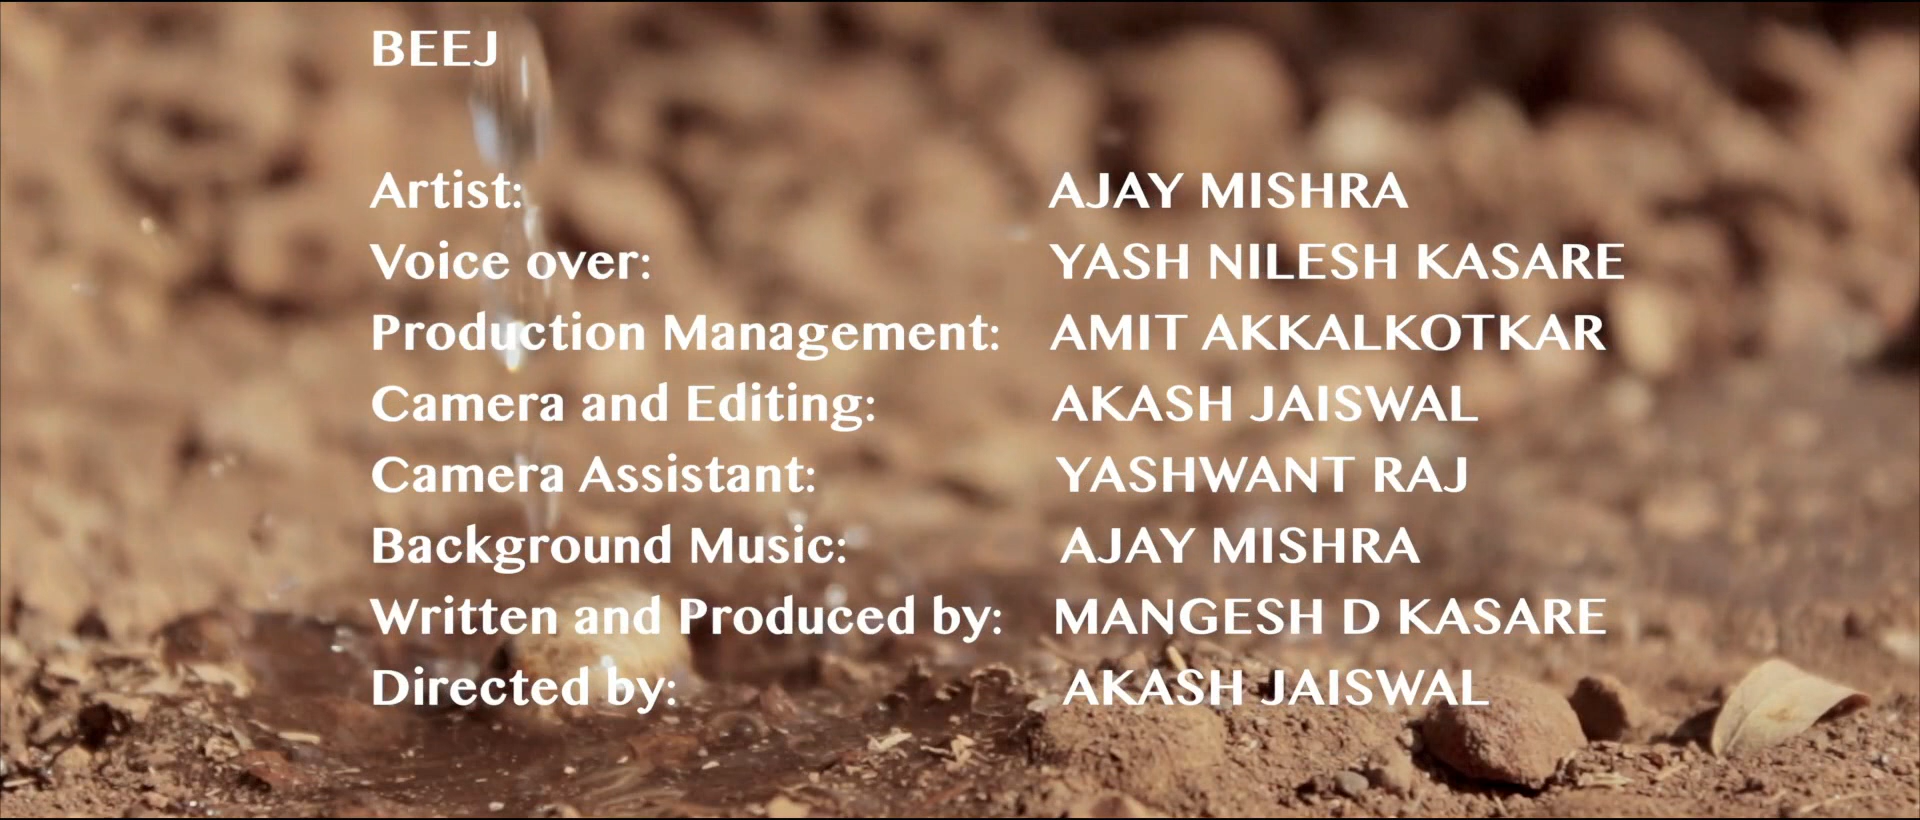 BEEJ
Artist: AJAY MISHRA
Voice over: YASH NILESH KASARE
Production Management: AMIT AKKALKOTKAR
Camera and Editing: AKASH JAISWAL
Camera Assistant: YASHWANT RAJ
Background Music: AJAY MISHRA
Written and Produced by: MANGESH D KASARE
Directed by: AKASH JAISWAL